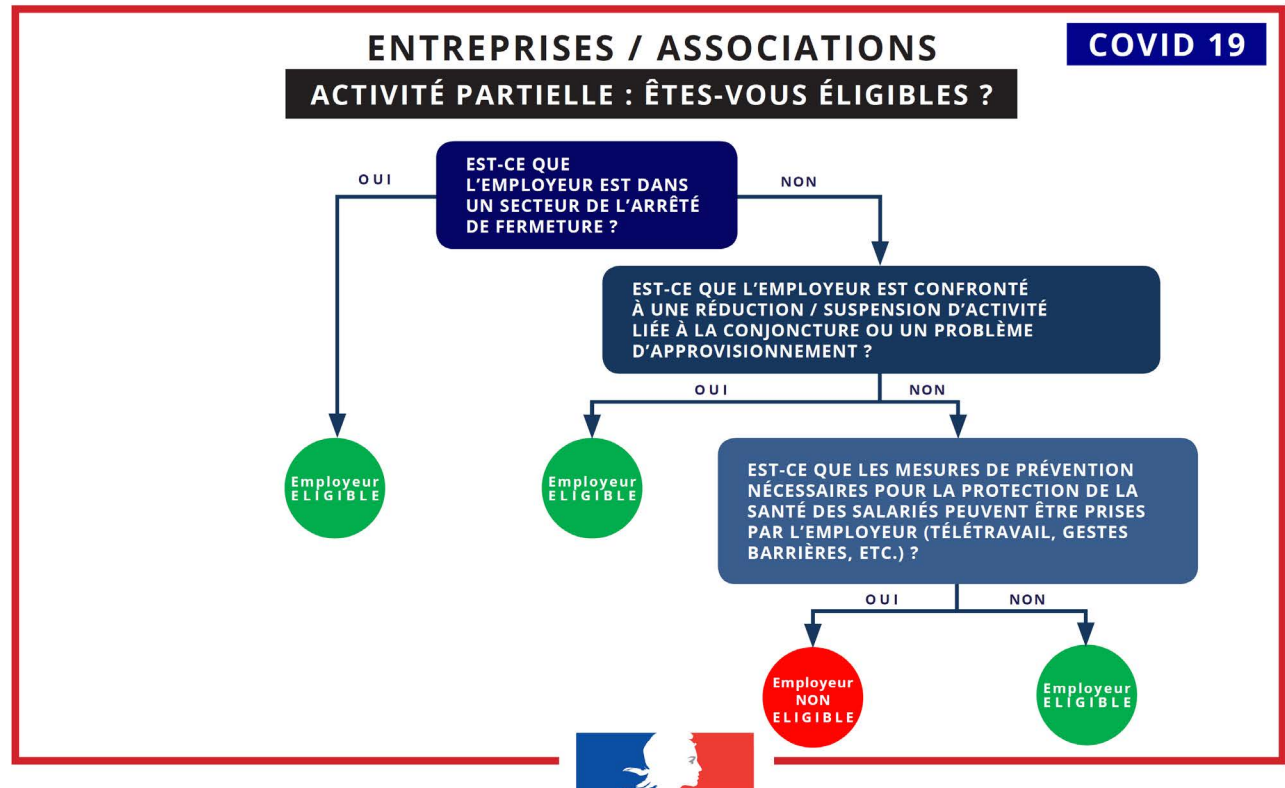 ENTREPRISES / ASSOCIATIONS
COVID 19
ACTIVITÉ PARTIELLE : ÊTES-VOUS ÉLIGIBLES ?
EST-CE QUE
L’EMPLOYEUR EST DANS
UN SECTEUR DE L’ARRÊTÉ
DE FERMETURE ?
OUI
NON
EST-CE QUE L’EMPLOYEUR EST CONFRONTÉ
À UNE RÉDUCTION / SUSPENSION D’ACTIVITÉ
LIÉE À LA CONJONCTURE OU UN PROBLÈME
D’APPROVISIONNEMENT ?
OUI
NON
Employeur
ELIGIBLE
Employeur
ELIGIBLE
EST-CE QUE LES MESURES DE PRÉVENTION
NÉCESSAIRES POUR LA PROTECTION DE LA
SANTÉ DES SALARIÉS PEUVENT ÊTRE PRISES
PAR L’EMPLOYEUR (TÉLÉTRAVAIL, GESTES
BARRIÈRES, ETC.) ?
OUI
NON
Employeur
NON
ELIGIBLE
Employeur
ELIGIBLE